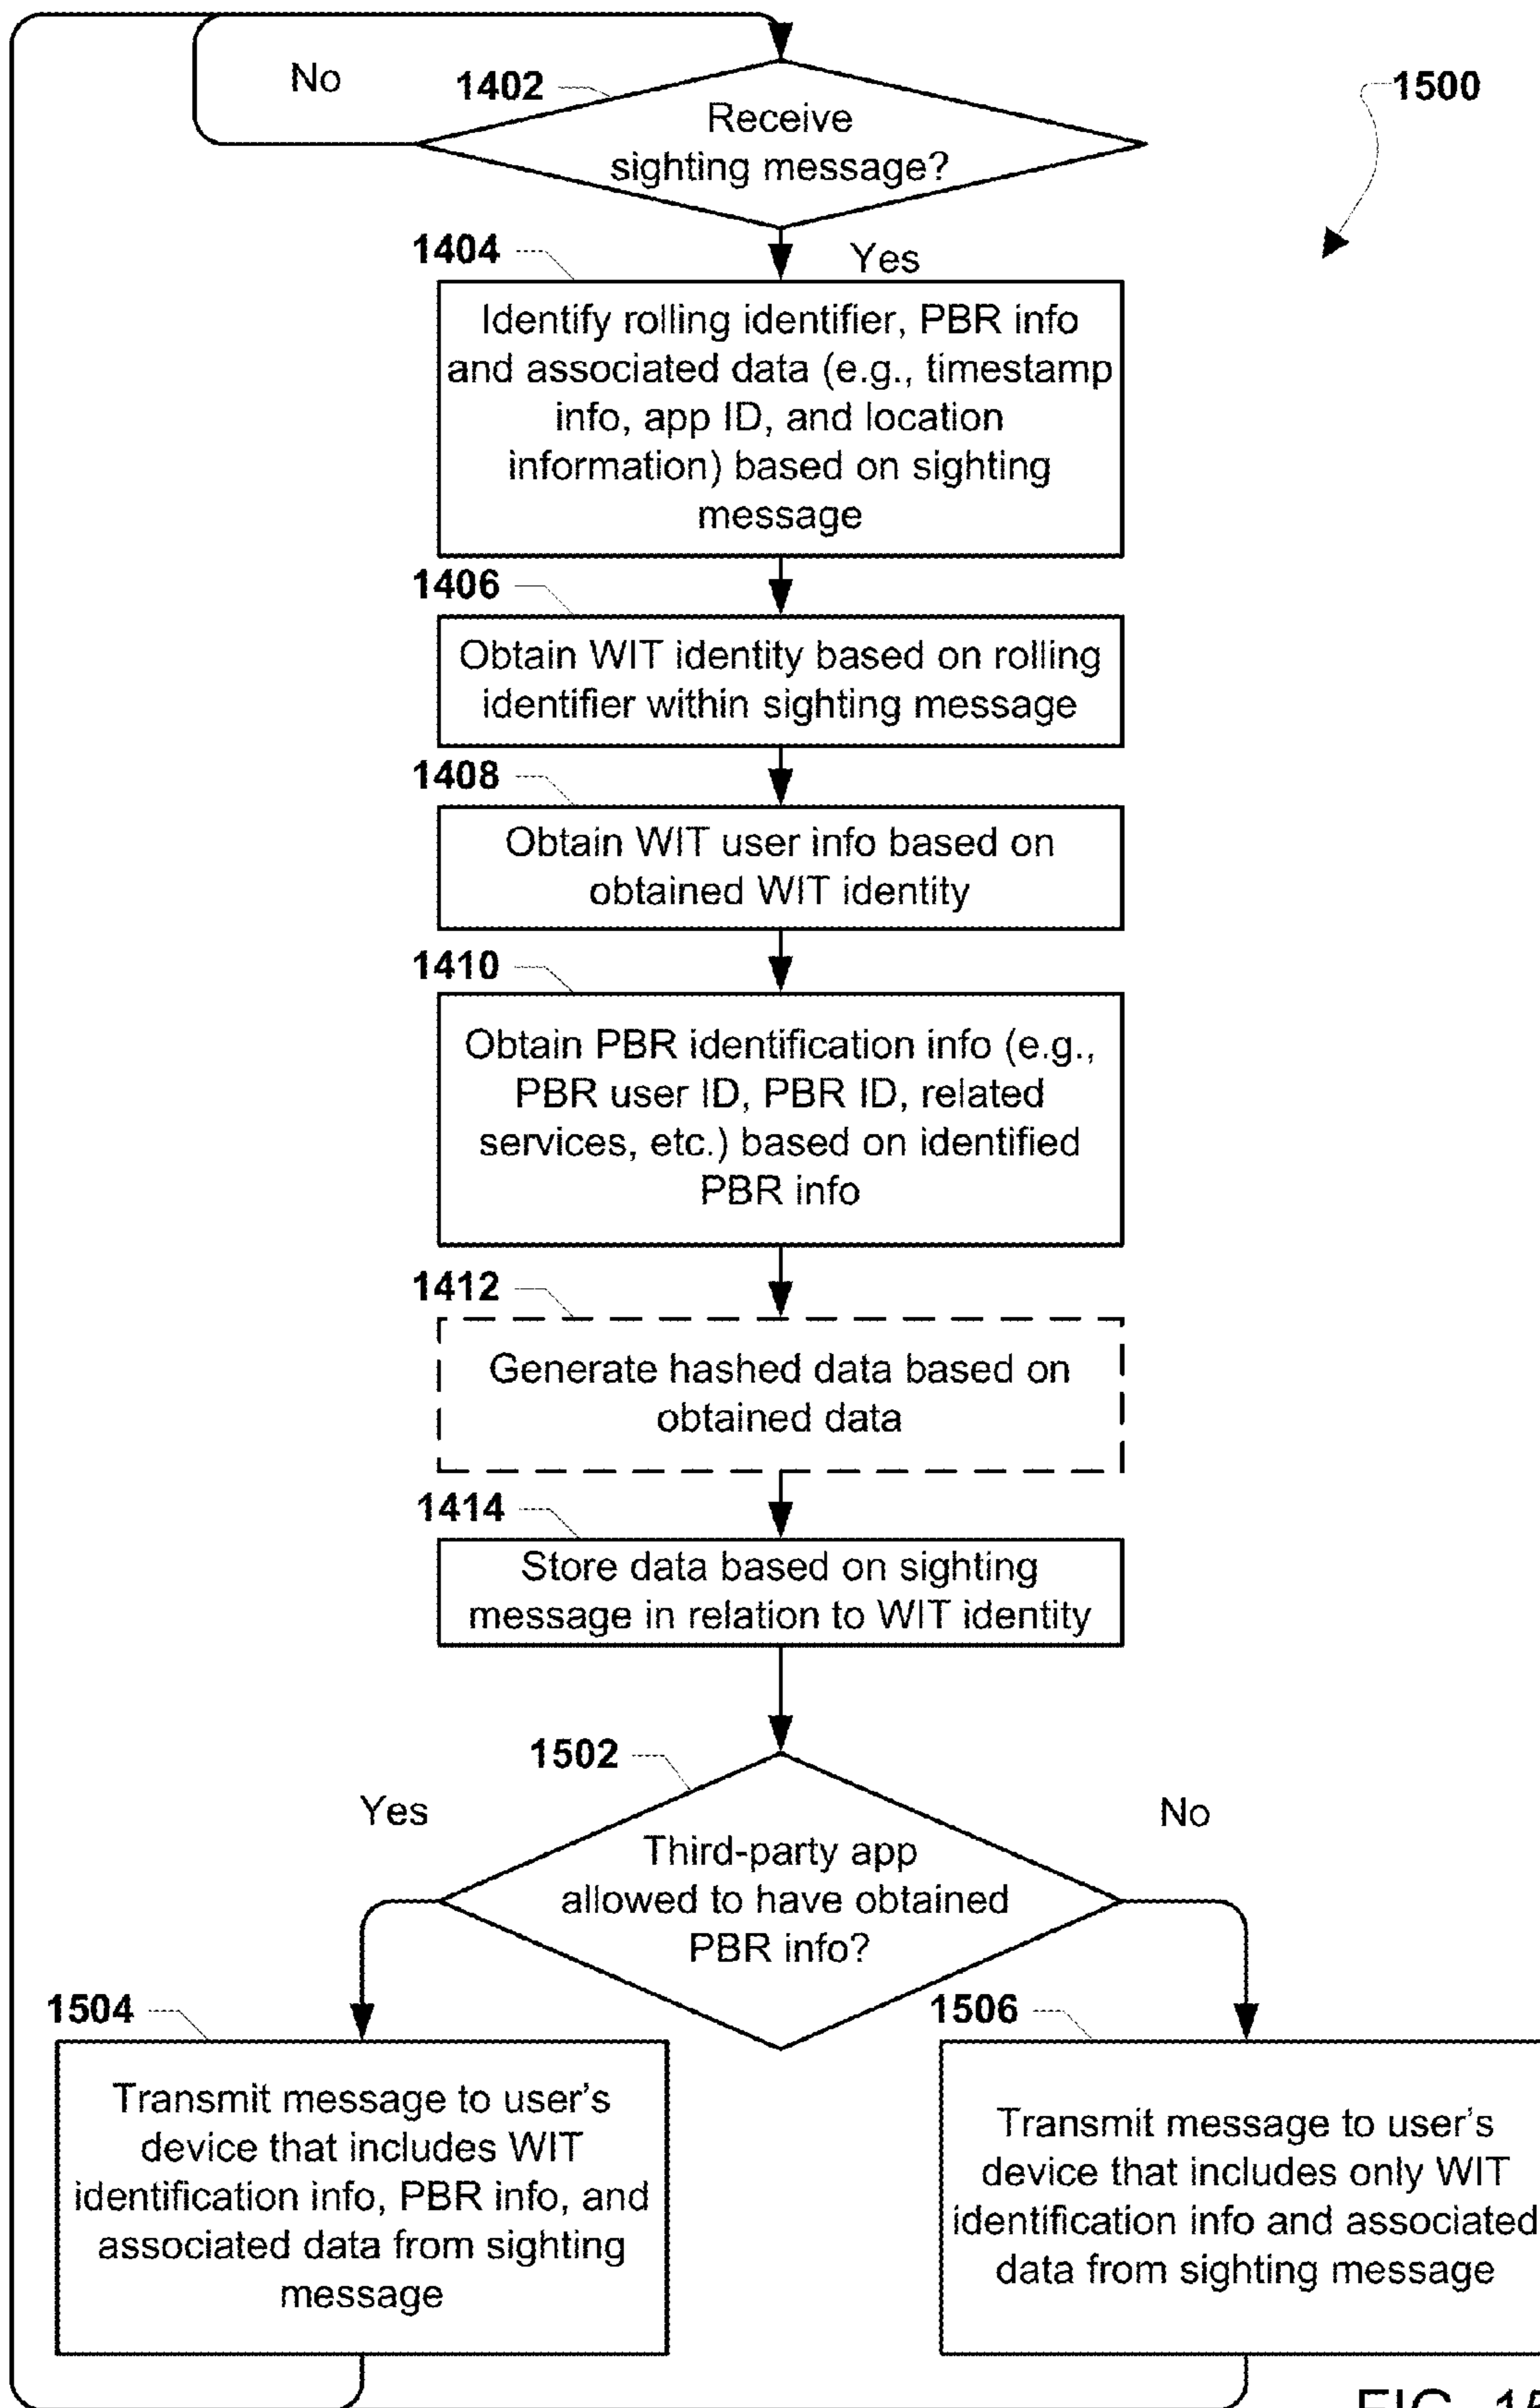 No
1402
Receive
sighting message?
1500
1404
Yes
Identify rolling identifier, PBR info
and associated data (e.g., timestamp
info, app ID, and location
information) based on sighting
message
1406
Obtain WIT identity based on rolling
identifier within sighting message
1408
Obtain WIT user info based on
obtained WIT identity
1410
Obtain PBR identification info (e.g.,
PBR user ID, PBR ID, related
services, etc.) based on identified
PBR info
1412
Generate hashed data based on
obtained data
1414
Store data based on sighting
message in relation to WIT identity
1502
Yes
No
Third-party app
allowed to have obtained
PBR info?
1504
Transmit message to user's
device that includes WIT
identification info, PBR info, and
associated data from sighting
message
1506
Transmit message to user's
device that includes only WIT
identification info and associated
data from sighting message
FIG. 15